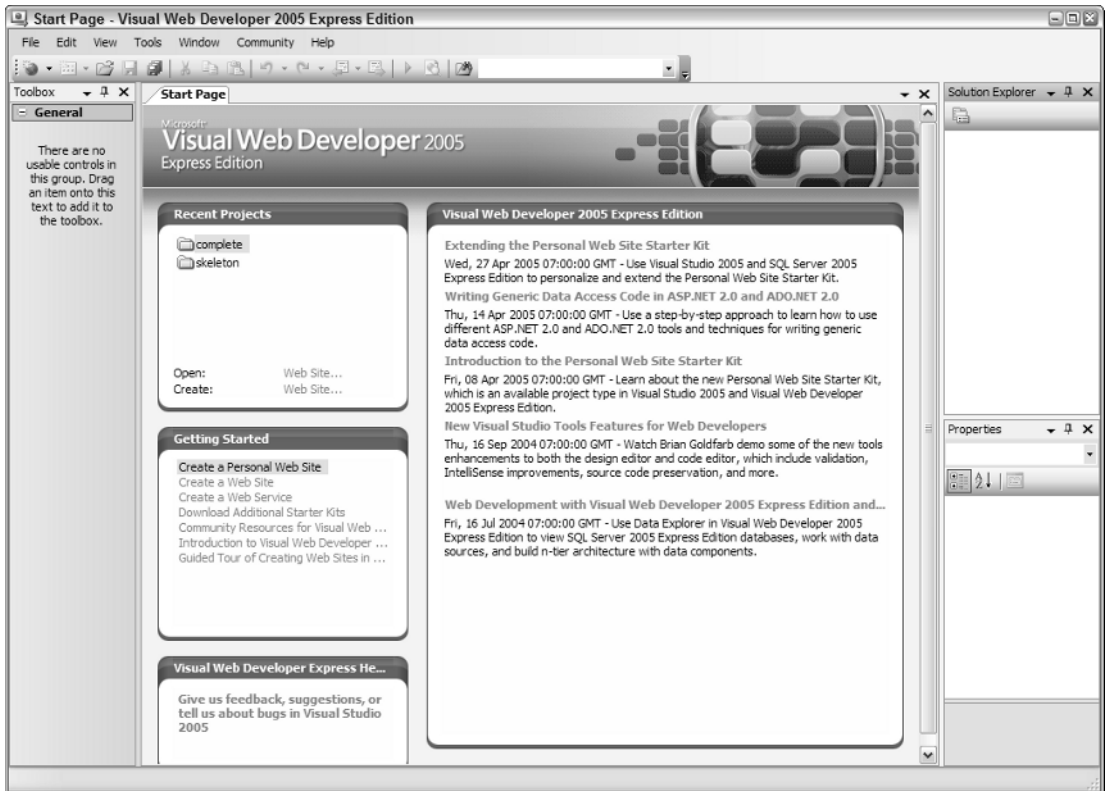 Start Page - Visual Web Developer 2005 Express Edition
File Edit View Tools Window Community Help
Toolbox
General
There are no
usable controls in
this group. Drag
an item onto this
text to add it to
the toolbox.
Start Page
Microsoft
Visual Web Developer 2005
Express Edition
Recent Projects
complete
skeleton
Open: Web Site...
Create: Web Site...
Getting Started
Create a Personal Web Site
Create a Web Site
Create a Web Service
Download Additional Starter Kits
Community Resources for Visual Web ...
Introduction to Visual Web Developer ...
Guided Tour of Creating Web Sites in ...
Visual Web Developer Express He...
Give us feedback, suggestions, or
tell us about bugs in Visual Studio
2005
Visual Web Developer 2005 Express Edition
Extending the Personal Web Site Starter Kit
Wed, 27 Apr 2005 07:00:00 GMT - Use Visual Studio 2005 and SQL Server 2005
Express Edition to personalize and extend the Personal Web Site Starter Kit.
Writing Generic Data Access Code in ASP.NET 2.0 and ADO.NET 2.0
Thu, 14 Apr 2005 07:00:00 GMT - Use a step-by-step approach to learn how to use
different ASP.NET 2.0 and ADO.NET 2.0 tools and techniques for writing generic
data access code.
Introduction to the Personal Web Site Starter Kit
Fri, 08 Apr 2005 07:00:00 GMT - Learn about the new Personal Web Site Starter Kit,
which is an available project type in Visual Studio 2005 and Visual Web Developer
2005 Express Edition.
New Visual Studio Tools Features for Web Developers
Thu, 16 Sep 2004 07:00:00 GMT - Watch Brian Goldfarb demo some of the new tools
enhancements to both the design editor and code editor, which include validation,
IntelliSense improvements, source code preservation, and more.
Web Development with Visual Web Developer 2005 Express Edition and...
Fri, 16 Jul 2004 07:00:00 GMT - Use Data Explorer in Visual Web Developer 2005
Express Edition to view SQL Server 2005 Express Edition databases, work with data
sources, and build n-tier architecture with data components.
Solution Explorer
Properties